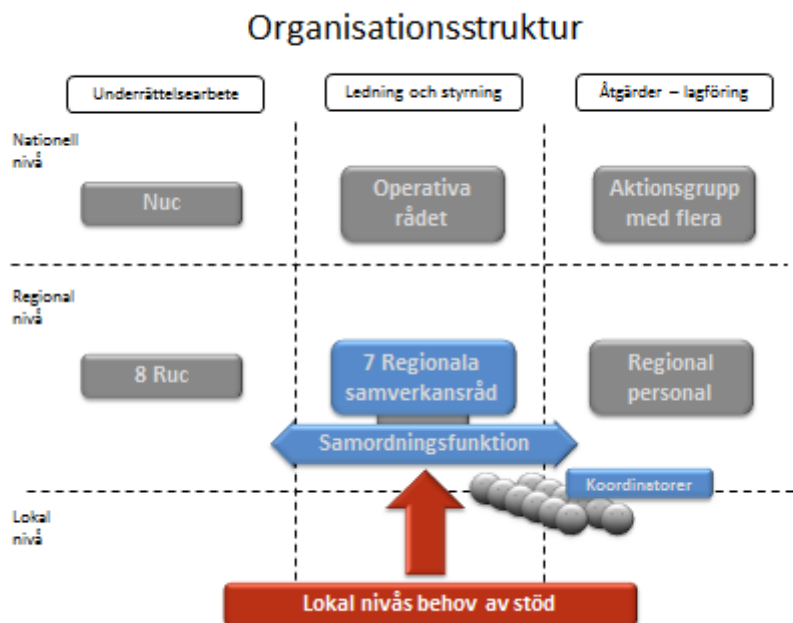 Organisationsstruktur
Underrättelsearbete
Ledning och styrning
Åtgärder – lagföring
Nationell
nivå
Nuc
Operativa
rådet
Aktionsgrupp
med flera
Regional
nivå
8 Ruc
7 Regionala
samverkansråd
Regional
personal
Samordningsfunktion
Koordinatorer
Lokal
nivå
Lokal nivås behov av stöd